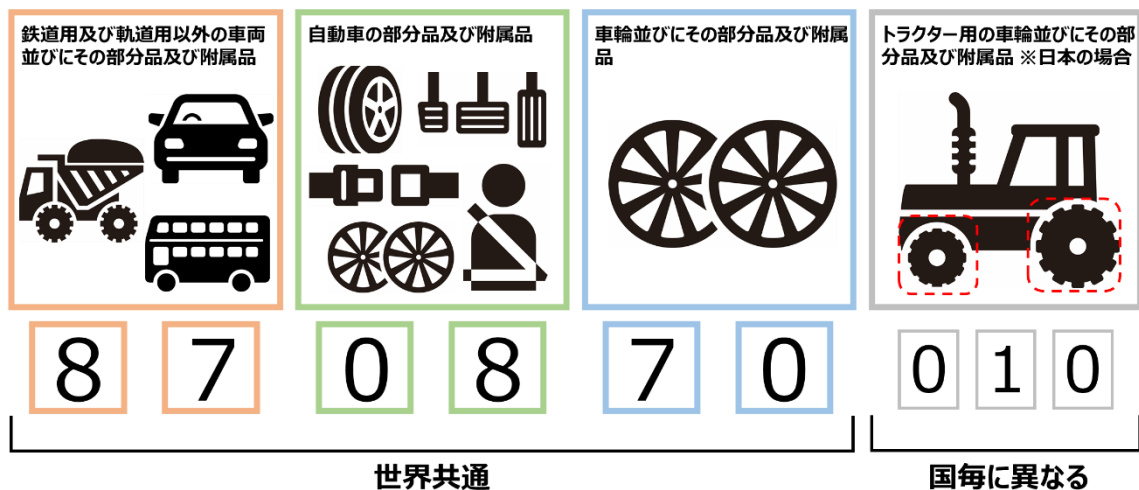 鉄道用及び軌道用以外の車両
並びにその部分品及び附属品
自動車の部分品及び附属品
車輪並びにその部分品及び附属
品
トラクター用の車輪並びにその部
分品及び附属品 ※日本の場合
8 7 0 8 7 0 0 1 0
世界共通
国毎に異なる